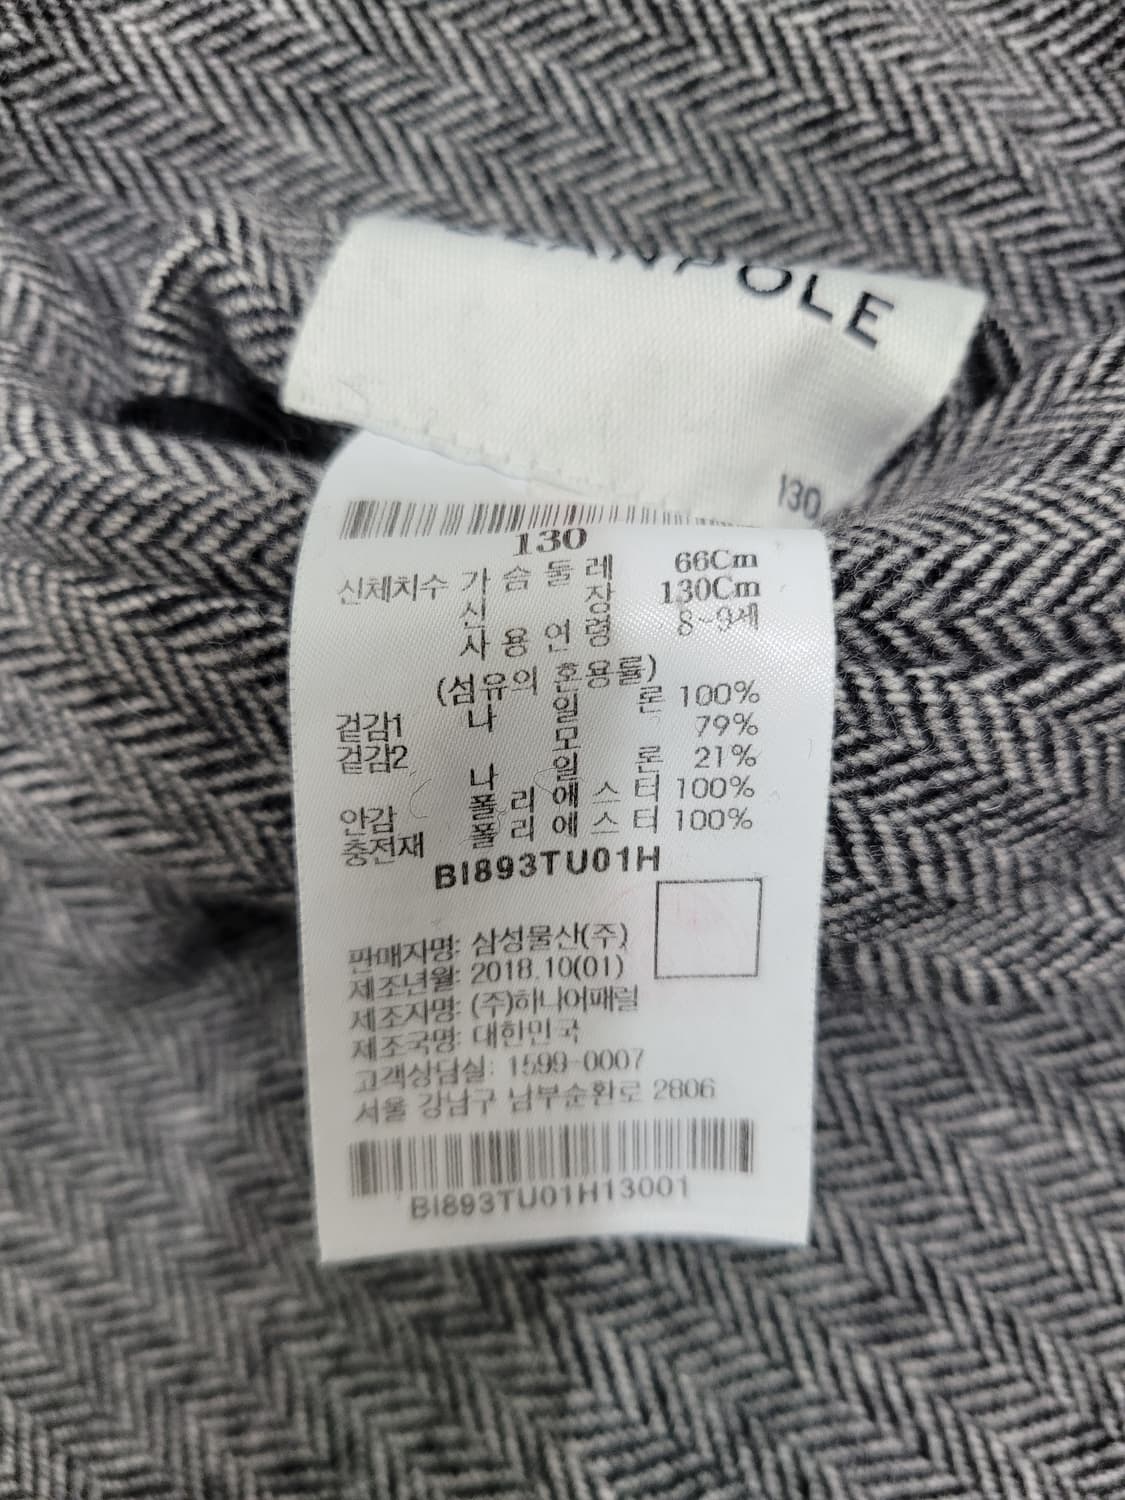 ANPOLE
130
130
신체치수 가슴둘레 66Cm
신장 130Cm
사용연령 8~9세
(섬유의 혼용률)
겉감1 나일론 100%
겉감2 모 79%
나일론 21%
안감 폴리에스터 100%
충전재 폴리에스터 100%
BI893TU01H
판매자명: 삼성물산(주)
제조년월: 2018.10(01)
제조자명: (주)하니어패럴
제조국명: 대한민국
고객상담실: 1599-0007
서울 강남구 남부순환로 2806
BI893TU01H13001